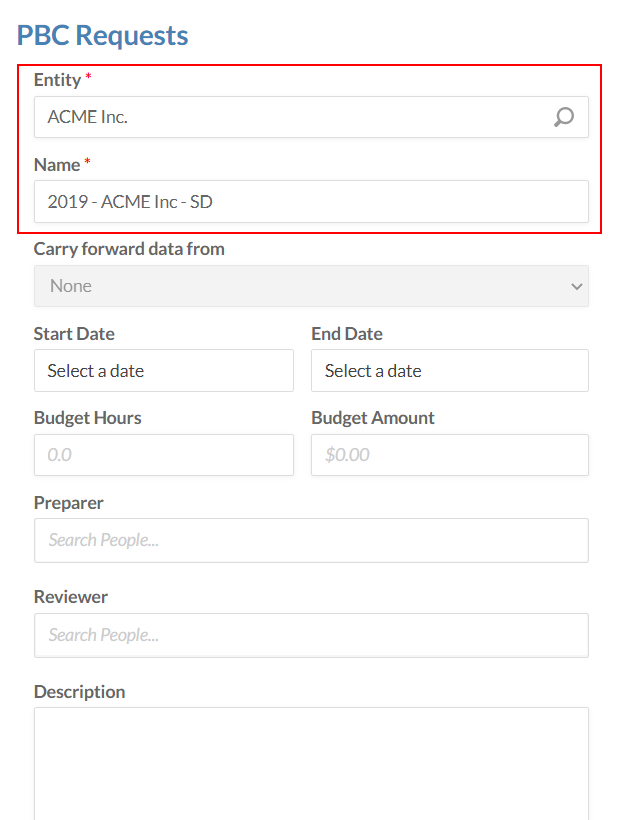 PBC Requests
Entity *
ACME Inc.
Name *
2019 - ACME Inc - SD
Carry forward data from
None
Start Date End Date
Select a date Select a date
Budget Hours Budget Amount
0.0 $0.00
Preparer
Search People...
Reviewer
Search People...
Description